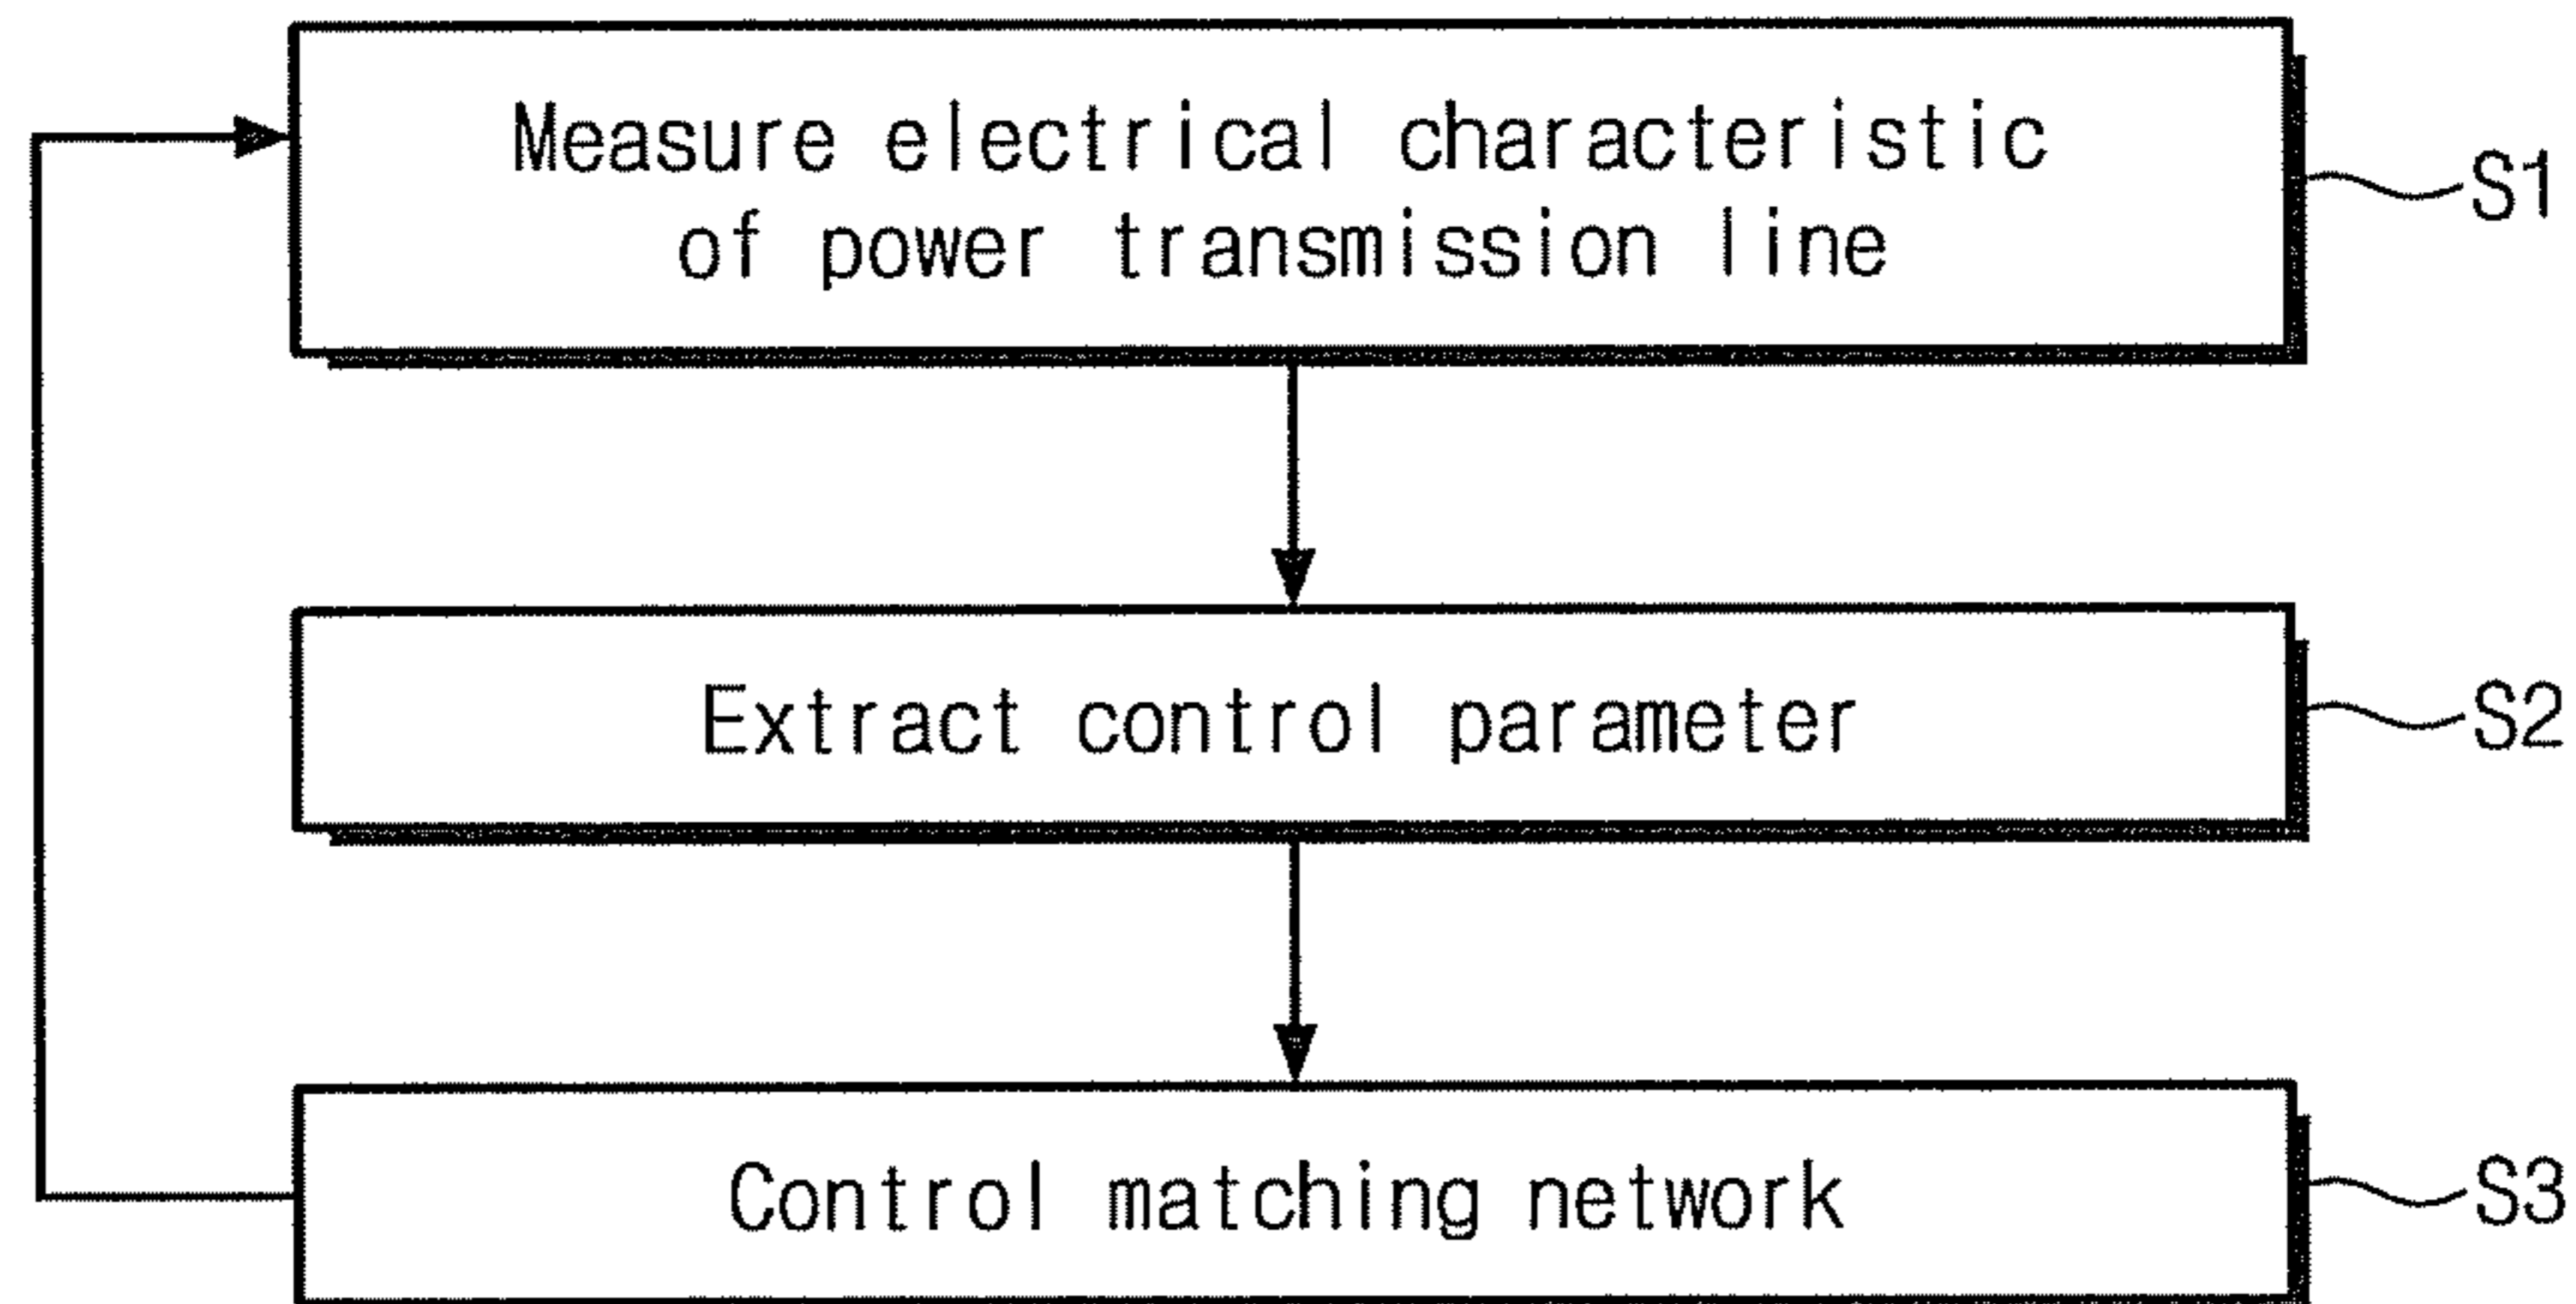 Measure electrical characteristic
of power transmission line
S1
Extract control parameter
S2
Control matching network
S3